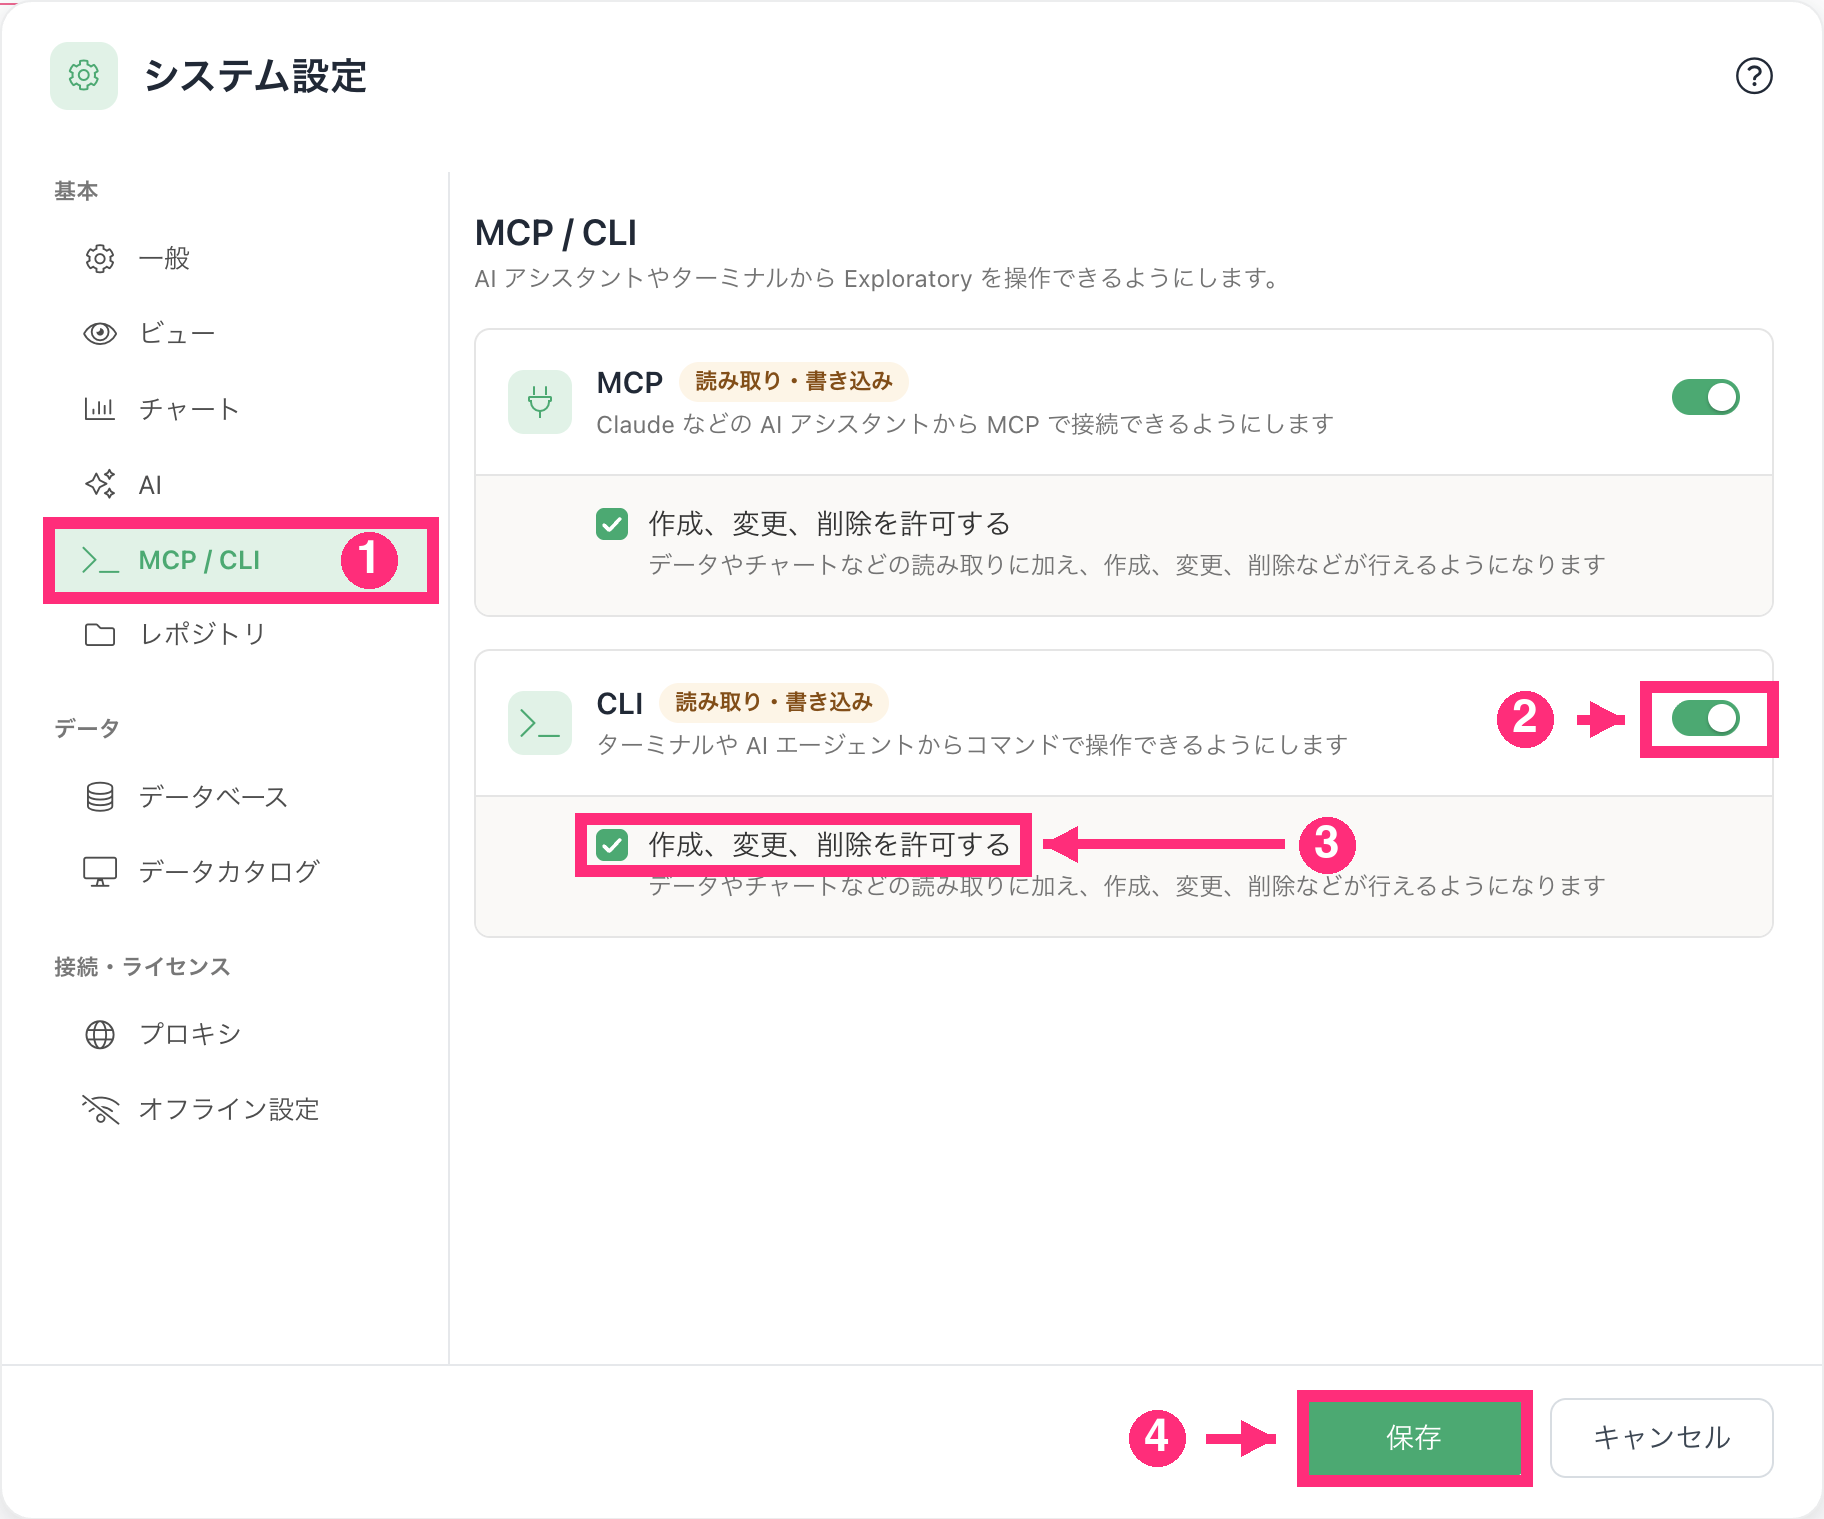 システム設定
基本
一般
ビュー
チャート
AI
MCP / CLI
1
レポジトリ
データ
データベース
データカタログ
接続・ライセンス
プロキシ
オフライン設定
MCP / CLI
AI アシスタントやターミナルから Exploratory を操作できるようにします。
MCP 読み取り・書き込み
Claude などの AI アシスタントから MCP で接続できるようにします
作成、変更、削除を許可する
データやチャートなどの読み取りに加え、作成、変更、削除などが行えるようになります
CLI 読み取り・書き込み
ターミナルや AI エージェントからコマンドで操作できるようにします
2
作成、変更、削除を許可する
3
データやチャートなどの読み取りに加え、作成、変更、削除などが行えるようになります
4
保存
キャンセル